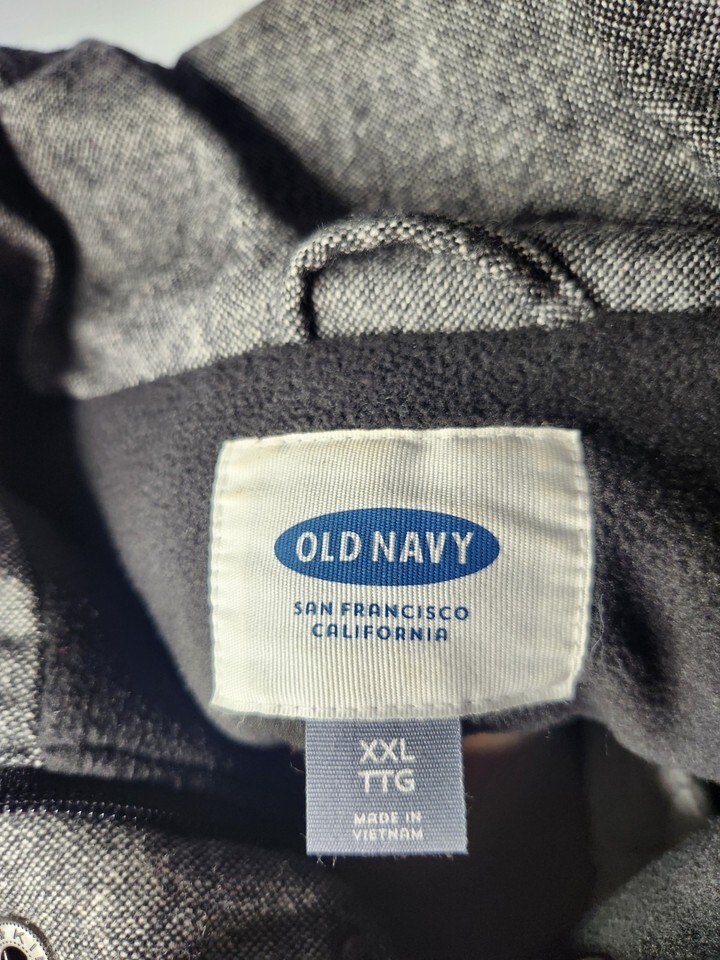 OLD NAVY
SAN FRANCISCO
CALIFORNIA
XXL
TTG
MADE IN
VIETNAM